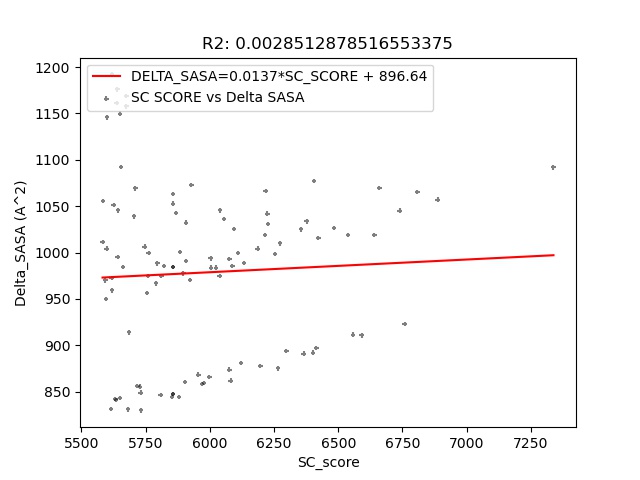 R2: 0.0028512878516553375
1200
1150
1100
1050
1000
950
900
850
Delta_SASA (A^2)
DELTA_SASA=0.0137*SC_SCORE + 896.64
SC SCORE vs Delta SASA
5500 5750 6000 6250 6500 6750 7000 7250
SC_score